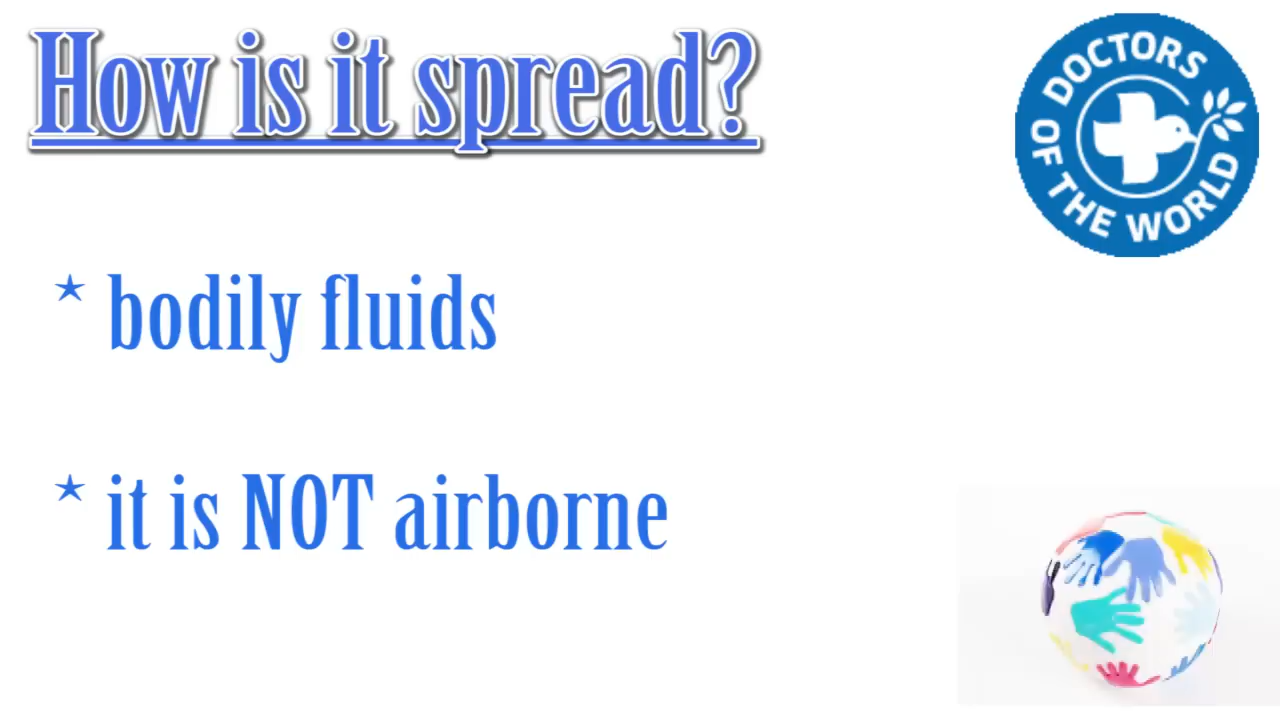 How is it spread?
DOCTORS OF THE WORLD
* bodily fluids
* it is NOT airborne